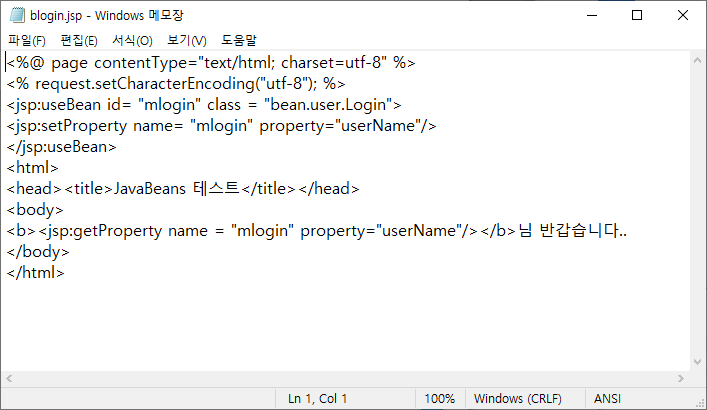 blogin.jsp - Windows 메모장
파일(F) 편집(E) 서식(O) 보기(V) 도움말
<%@ page contentType="text/html; charset=utf-8" %>
<% request.setCharacterEncoding("utf-8"); %>
<jsp:useBean id= "mlogin" class = "bean.user.Login">
<jsp:setProperty name= "mlogin" property="userName"/>
</jsp:useBean>
<html>
<head><title>JavaBeans 테스트</title></head>
<body>
<b><jsp:getProperty name = "mlogin" property="userName"/></b>님 반갑습니다..
</body>
</html>
Ln 1, Col 1 100% Windows (CRLF) ANSI